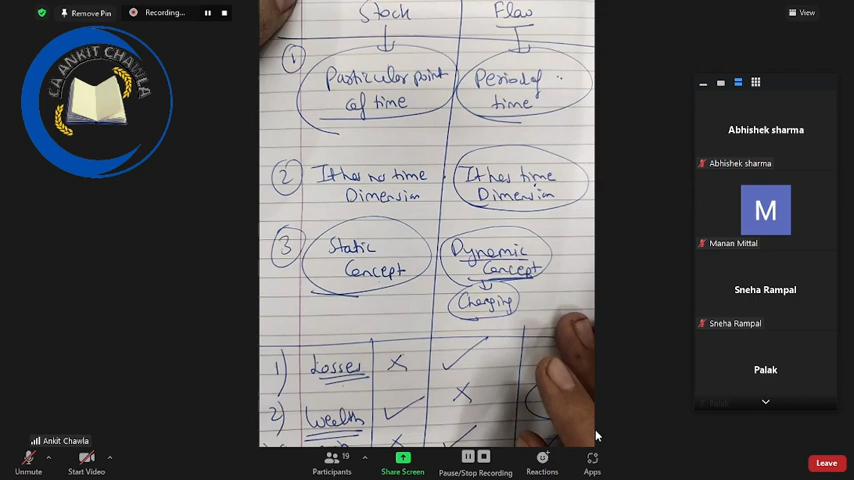 Remove Pin
Recording...
View
CA ANKIT CHAWLA
Stock
Flow
1
Particular point
of time
Period of
time
2
It has no time
Dimension
It has time
Dimension
3
Static
Concept
Dynamic
Concept
Changing
1) Losses
2) Wealth
Abhishek sharma
Abhishek sharma
M
Manan Mittal
Sneha Rampal
Sneha Rampal
Palak
Palak
Ankit Chawla
Unmute
Start Video
19
Participants
Share Screen
Pause/Stop Recording
Reactions
Apps
Leave